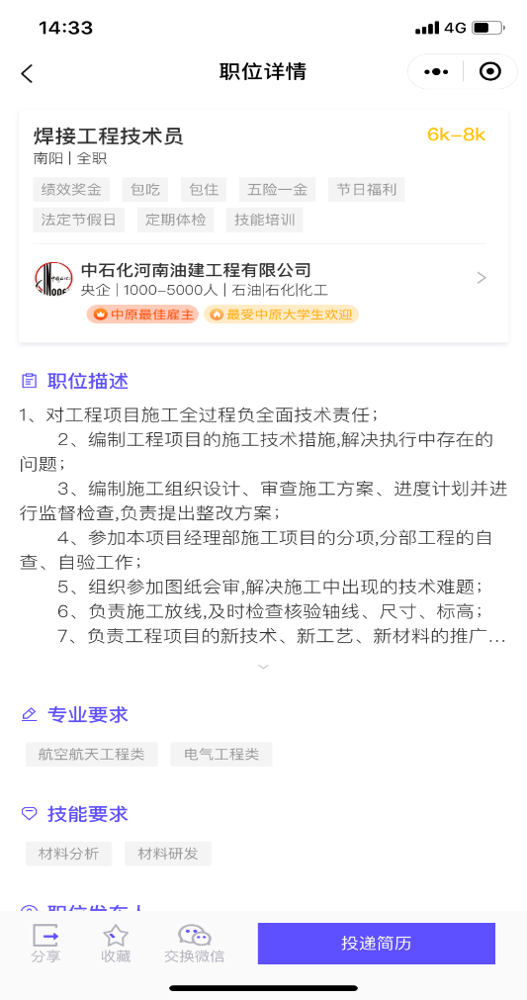 14:33
4G
职位详情
焊接工程技术员
6k-8k
南阳 | 全职
绩效奖金 包吃 包住 五险一金 节日福利
法定节假日 定期体检 技能培训
中石化河南油建工程有限公司
央企 | 1000-5000人 | 石油|石化|化工
中原最佳雇主 最受中原大学生欢迎
职位描述
1、对工程项目施工全过程负全面技术责任；
2、编制工程项目的施工技术措施,解决执行中存在的
问题；
3、编制施工组织设计、审查施工方案、进度计划并进
行监督检查,负责提出整改方案；
4、参加本项目经理部施工项目的分项,分部工程的自
查、自验工作；
5、组织参加图纸会审,解决施工中出现的技术难题；
6、负责施工放线,及时检查核验轴线、尺寸、标高；
7、负责工程项目的新技术、新工艺、新材料的推广...
专业要求
航空航天工程类 电气工程类
技能要求
材料分析 材料研发
职位发布人
分享 收藏 交换微信 投递简历